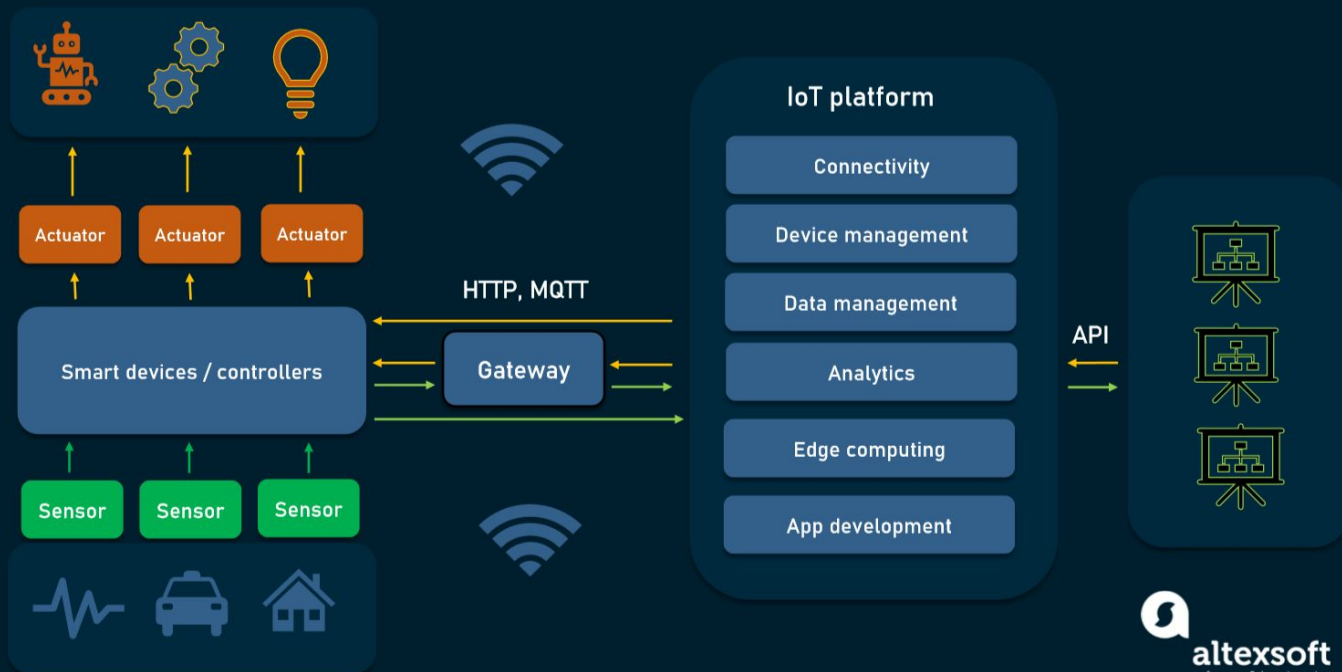 IoT platform
Connectivity
Device management
Data management
Analytics
Edge computing
App development
Actuator
Actuator
Actuator
HTTP, MQTT
Smart devices / controllers
Gateway
API
Sensor
Sensor
Sensor
altexsoft